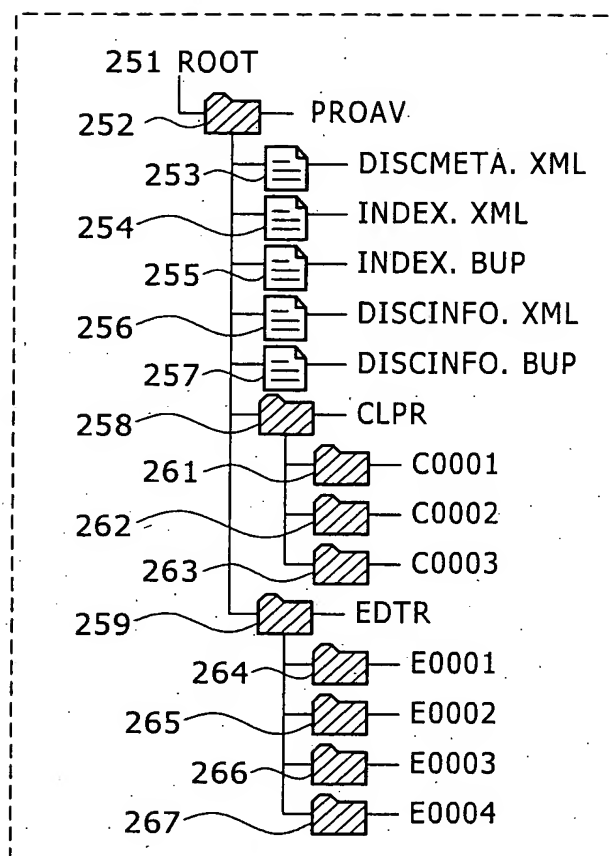 251 ROOT
252 PROAV
253 DISCMETA. XML
254 INDEX. XML
255 INDEX. BUP
256 DISCINFO. XML
257 DISCINFO. BUP
258 CLPR
261 C0001
262 C0002
263 C0003
259 EDTR
264 E0001
265 E0002
266 E0003
267 E0004